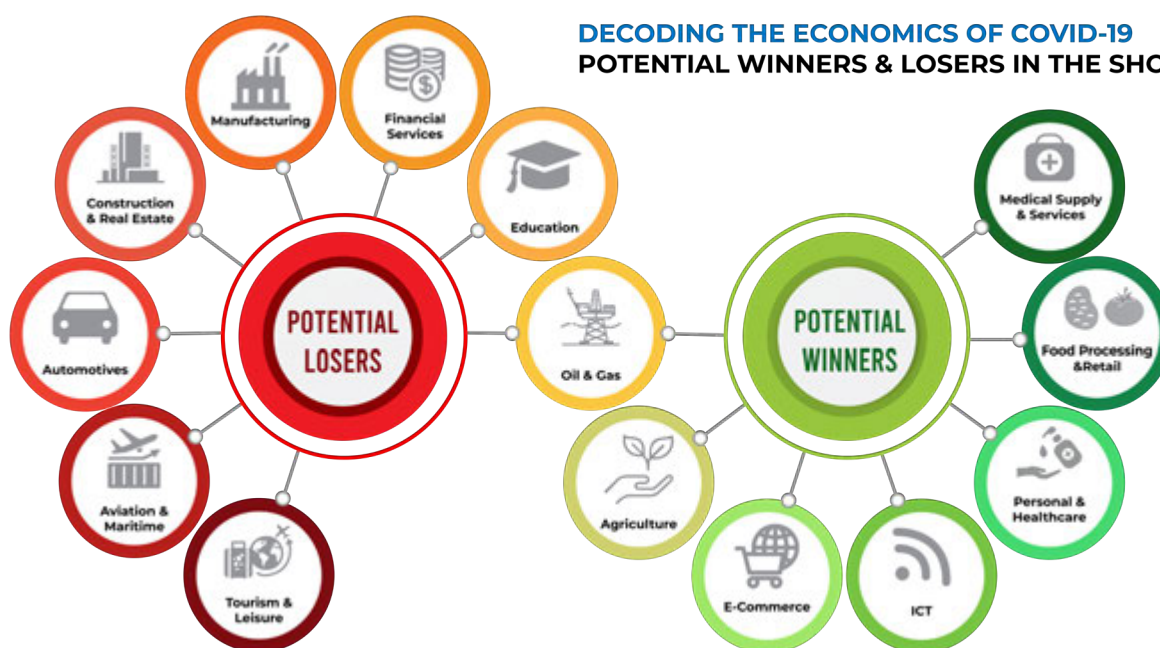 DECODING THE ECONOMICS OF COVID-19
POTENTIAL WINNERS & LOSERS IN THE SHO
Manufacturing
Financial
Services
Construction
& Real Estate
Education
Automotives
POTENTIAL
LOSERS
Oil & Gas
Aviation &
Maritime
Tourism &
Leisure
POTENTIAL
WINNERS
Medical Supply
& Services
Food Processing
&Retail
Personal &
Healthcare
ICT
E-Commerce
Agriculture